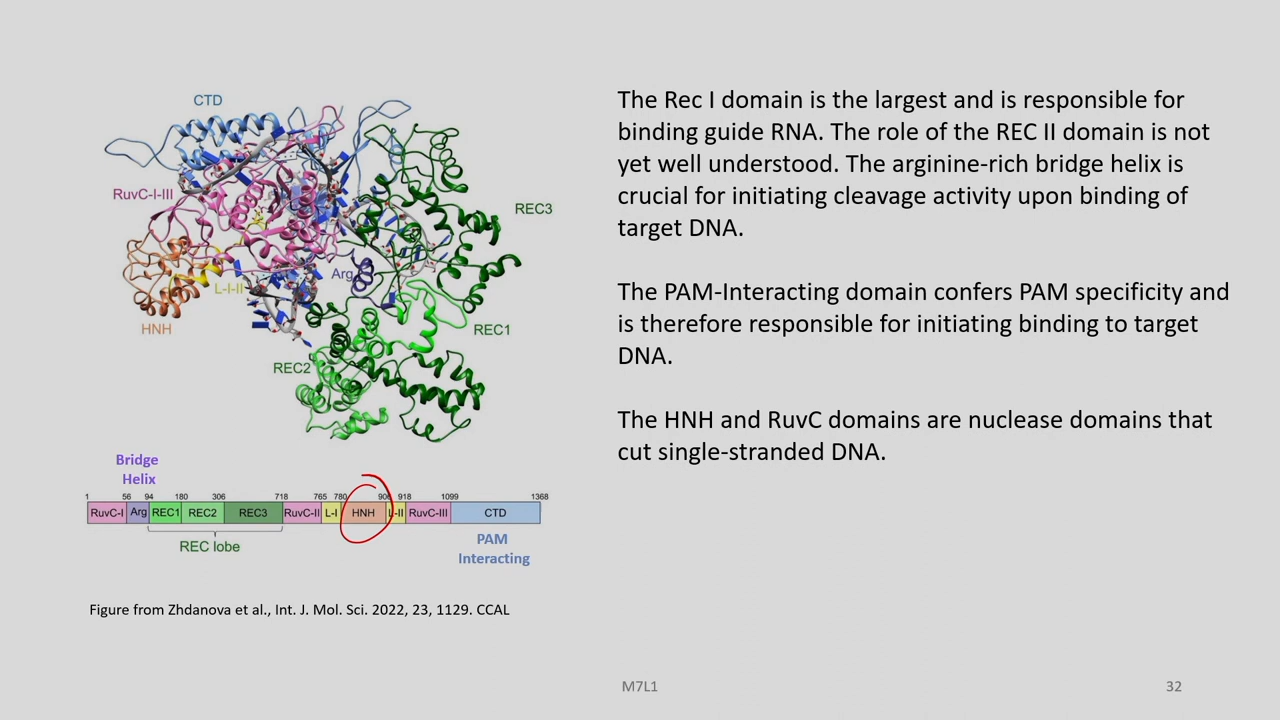 CTD
RuvC-I-III
REC3
Arg
L-I-II
HNH
REC1
REC2
Bridge
Helix
1 56 94 180 306 718 765 780 906 918 1099 1368
RuvC-I Arg REC1 REC2 REC3 RuvC-II L-I HNH L-II RuvC-III CTD
REC lobe
PAM
Interacting
Figure from Zhdanova et al., Int. J. Mol. Sci. 2022, 23, 1129. CCAL
The Rec I domain is the largest and is responsible for
binding guide RNA. The role of the REC II domain is not
yet well understood. The arginine-rich bridge helix is
crucial for initiating cleavage activity upon binding of
target DNA.
The PAM-Interacting domain confers PAM specificity and
is therefore responsible for initiating binding to target
DNA.
The HNH and RuvC domains are nuclease domains that
cut single-stranded DNA.
M7L1
32